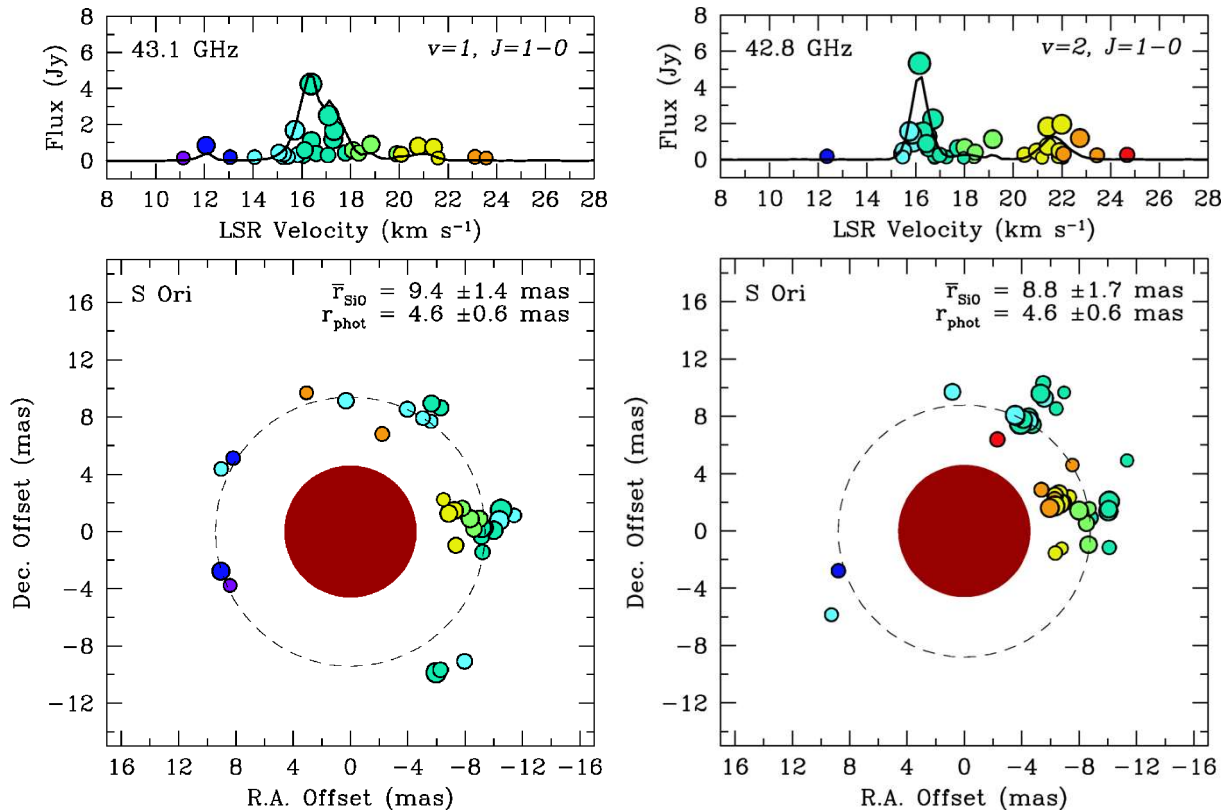 8
6
4
2
0
Flux (Jy)
43.1 GHz
v=1, J=1−0
8 10 12 14 16 18 20 22 24 26 28
LSR Velocity (km s⁻¹)
8
6
4
2
0
Flux (Jy)
42.8 GHz
v=2, J=1−0
8 10 12 14 16 18 20 22 24 26 28
LSR Velocity (km s⁻¹)
S Ori
r̅SiO = 9.4 ±1.4 mas
rphot = 4.6 ±0.6 mas
16
12
8
4
0
−4
−8
−12
Dec. Offset (mas)
16 12 8 4 0 −4 −8 −12 −16
R.A. Offset (mas)
S Ori
r̅SiO = 8.8 ±1.7 mas
rphot = 4.6 ±0.6 mas
16
12
8
4
0
−4
−8
−12
Dec. Offset (mas)
16 12 8 4 0 −4 −8 −12 −16
R.A. Offset (mas)